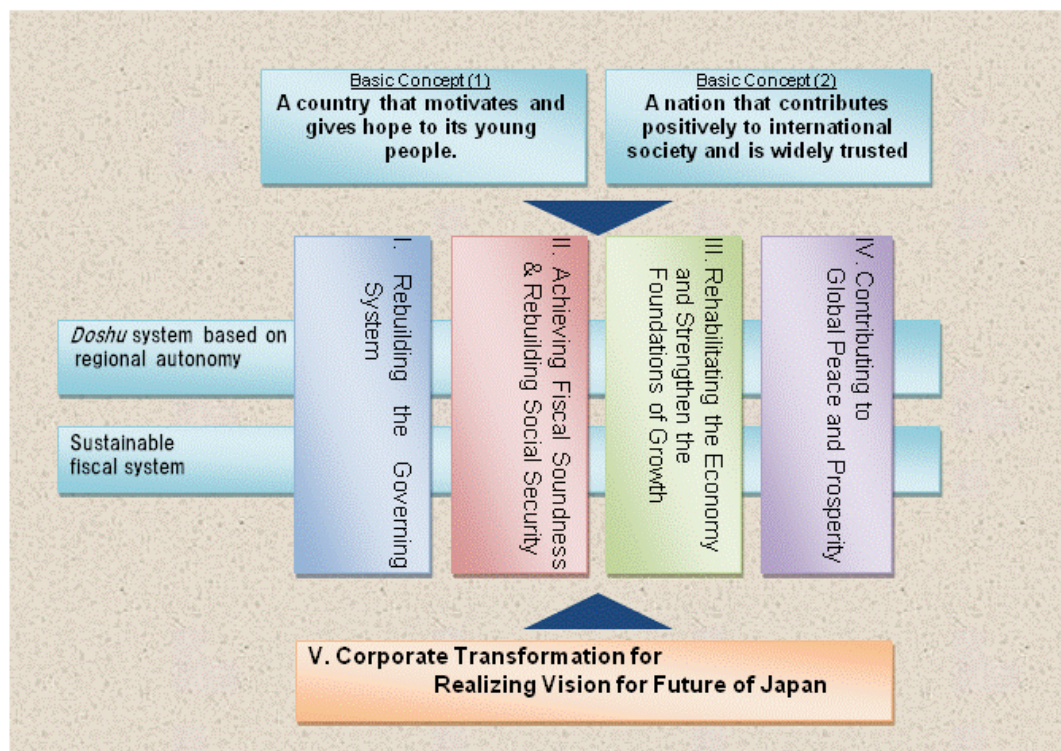 Basic Concept (1)
A country that motivates and
gives hope to its young
people.
Basic Concept (2)
A nation that contributes
positively to international
society and is widely trusted
I. Rebuilding the Governing
System
II. Achieving Fiscal Soundness
& Rebuilding Social Security
III. Rehabilitating the Economy
and Strengthen the
Foundations of Growth
IV. Contributing to
Global Peace and Prosperity
Doshu system based on
regional autonomy
Sustainable
fiscal system
V. Corporate Transformation for
Realizing Vision for Future of Japan